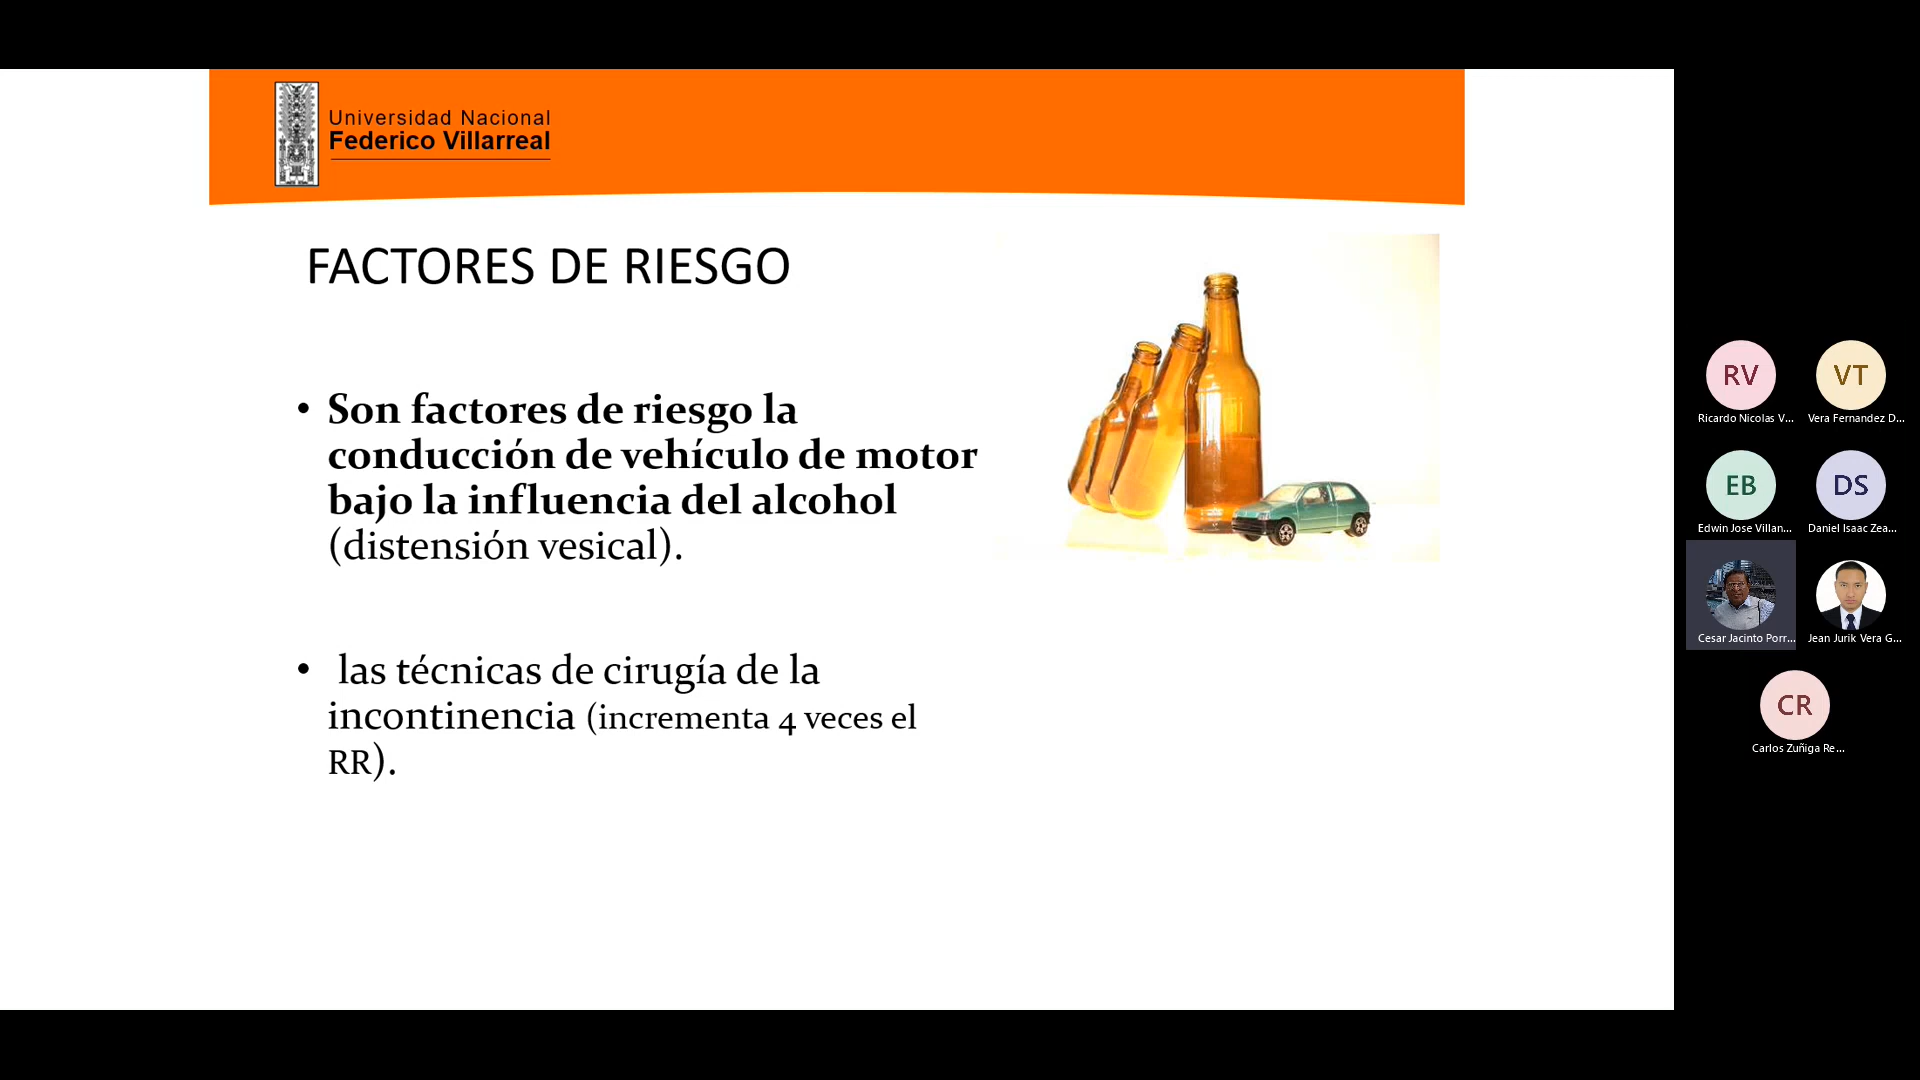 Universidad Nacional
Federico Villarreal
FACTORES DE RIESGO
• Son factores de riesgo la
conducción de vehículo de motor
bajo la influencia del alcohol
(distensión vesical).
• las técnicas de cirugía de la
incontinencia (incrementa 4 veces el
RR).
RV
VT
Ricardo Nicolas V...
Vera Fernandez D...
EB
DS
Edwin Jose Villan...
Daniel Isaac Zea...
Cesar Jacinto Porr...
Jean Jurik Vera G...
CR
Carlos Zuñiga Re...